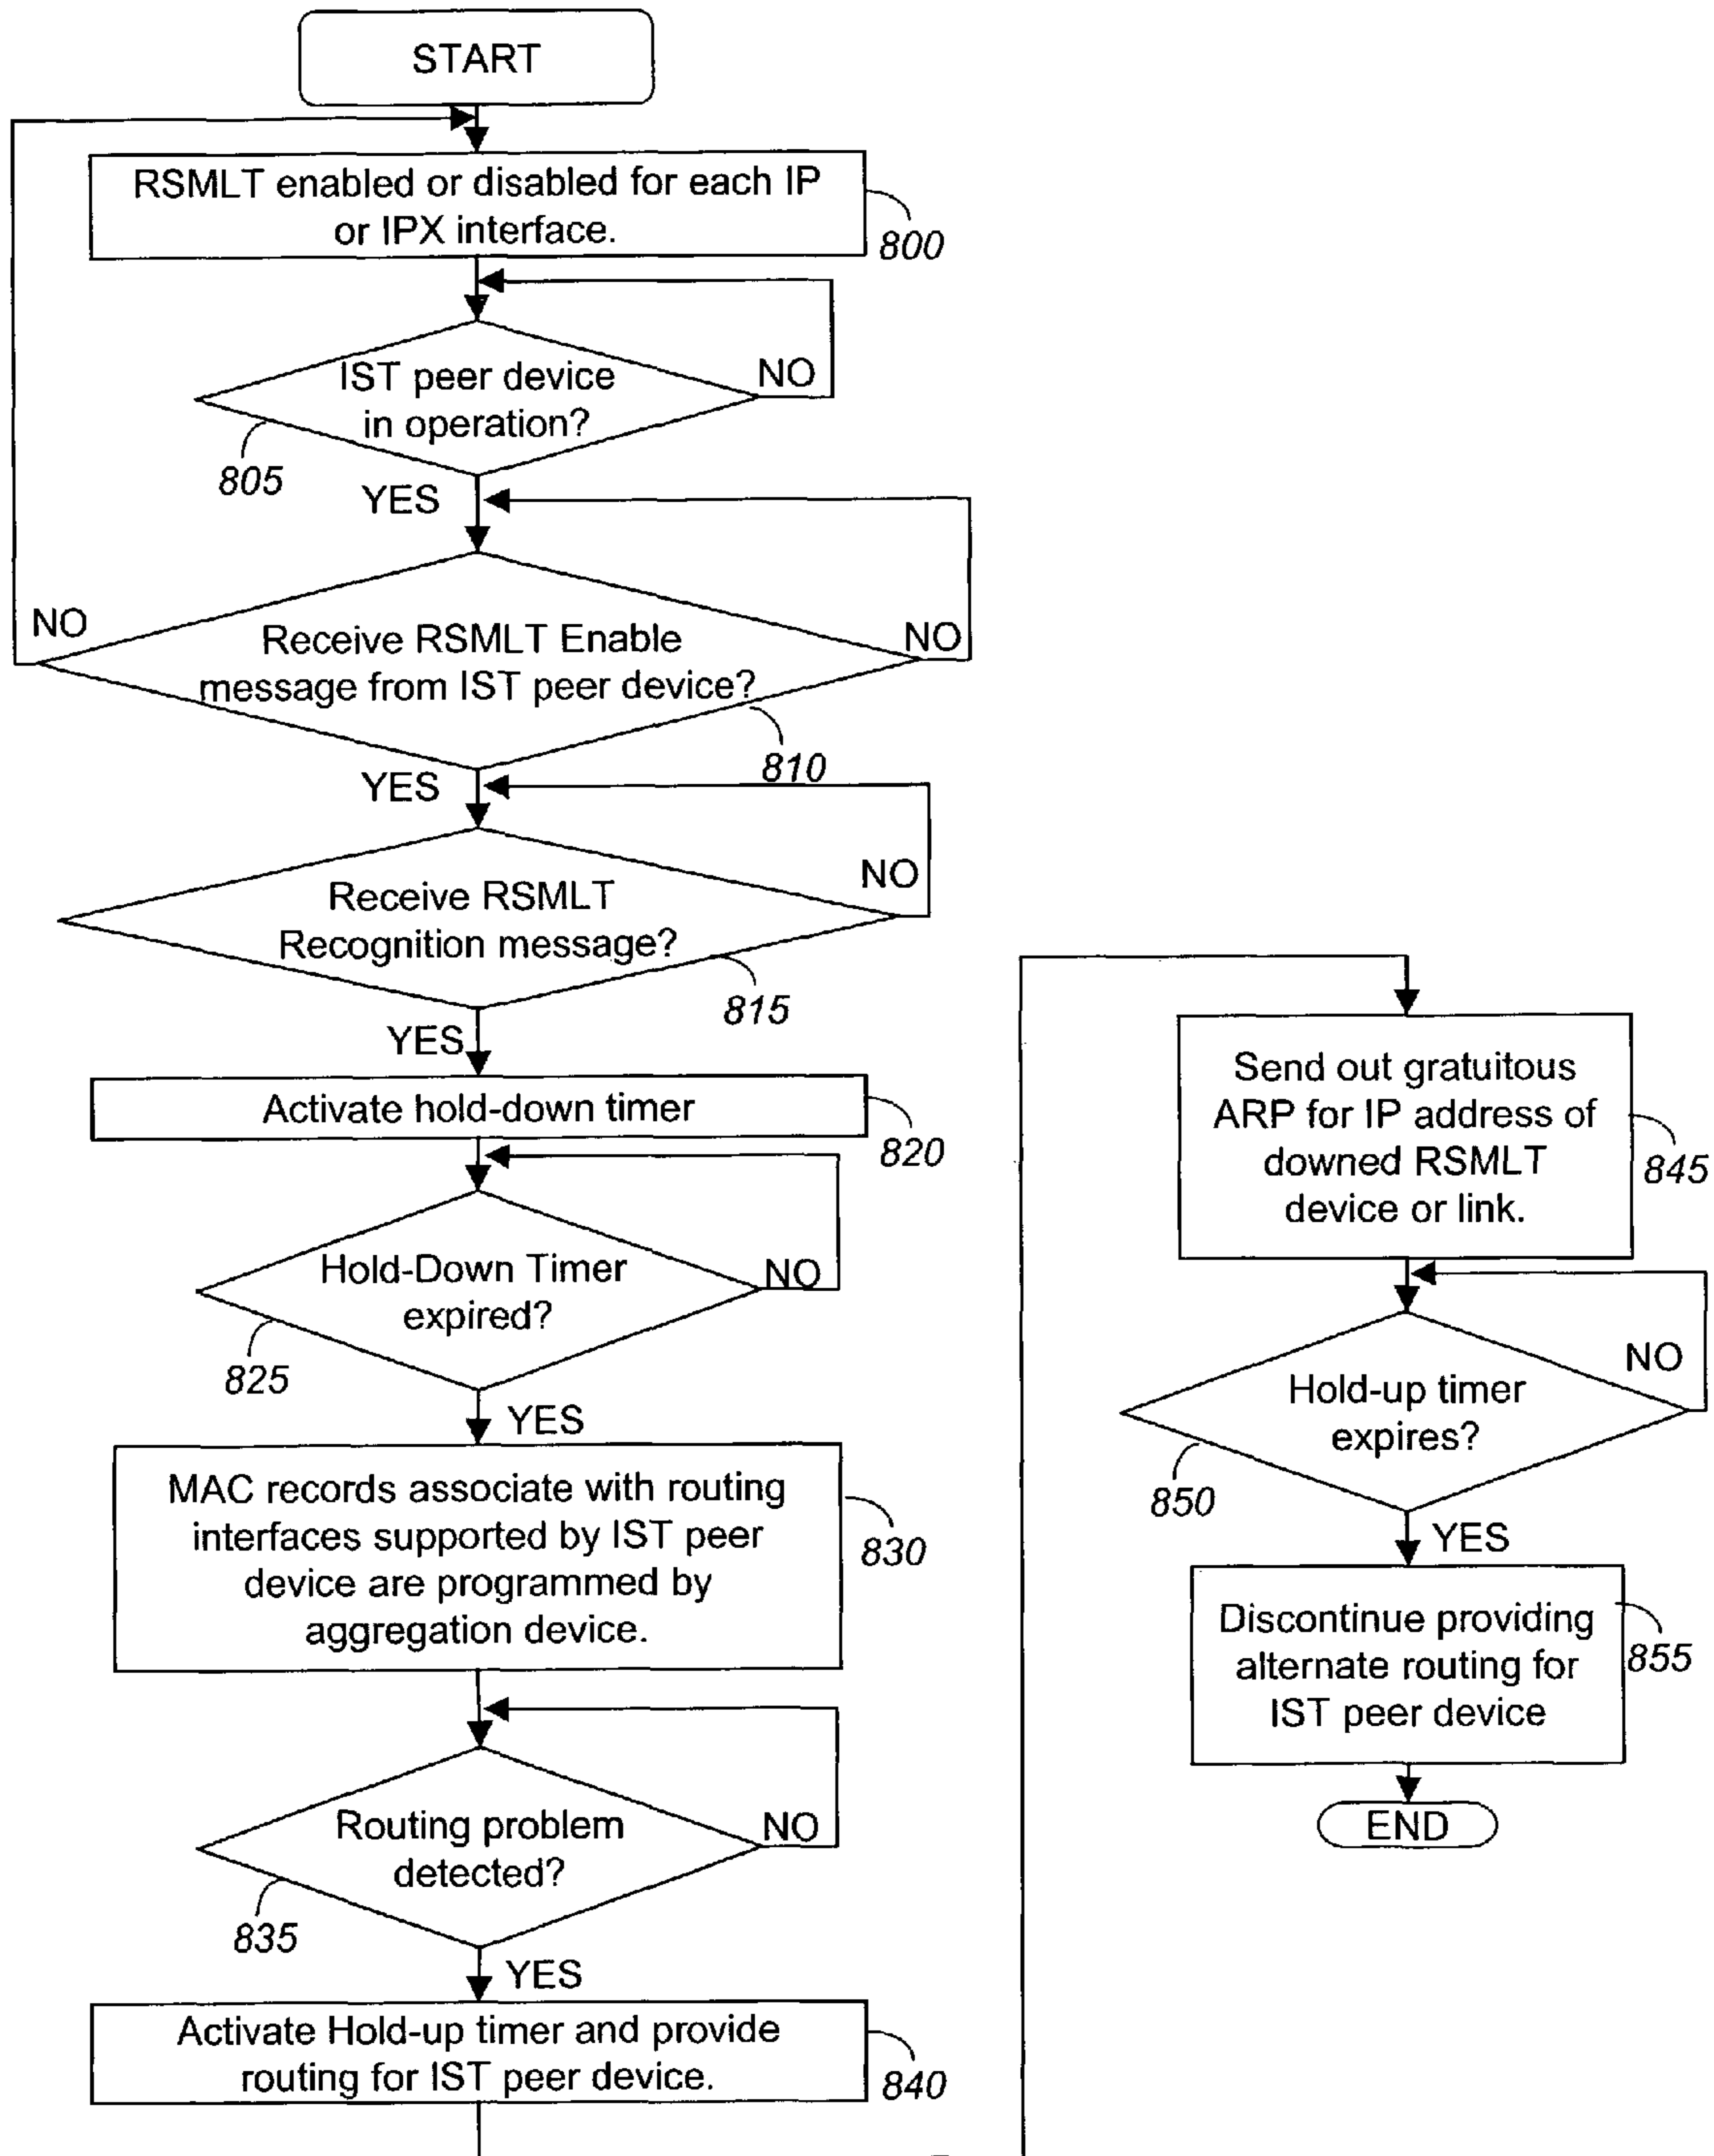 START
RSMLT enabled or disabled for each IP
or IPX interface.
800
IST peer device
in operation?
NO
805
YES
NO
Receive RSMLT Enable
message from IST peer device?
NO
810
YES
Receive RSMLT
Recognition message?
NO
815
YES
Activate hold-down timer
820
Hold-Down Timer
expired?
NO
825
YES
MAC records associate with routing
interfaces supported by IST peer
device are programmed by
aggregation device.
830
Routing problem
detected?
NO
835
YES
Activate Hold-up timer and provide
routing for IST peer device.
840
Send out gratuitous
ARP for IP address of
downed RSMLT
device or link.
845
Hold-up timer
expires?
NO
850
YES
Discontinue providing
alternate routing for
IST peer device
855
END